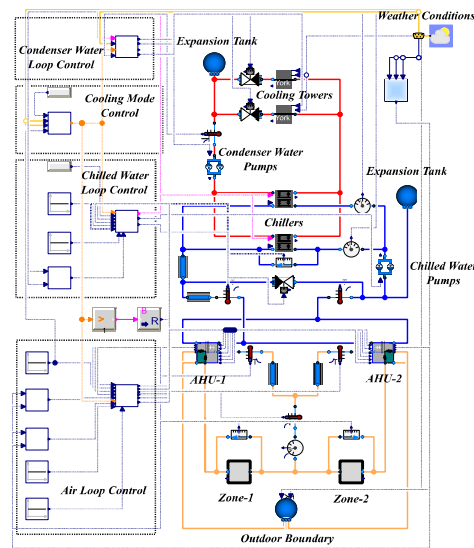 Weather Conditions
Condenser Water
Loop Control
Expansion Tank
York
Cooling Towers
York
Cooling Mode
Control
Condenser Water
Pumps
Expansion Tank
Chilled Water
Loop Control
Chillers
Chilled Water
Pumps
>
B
R
AHU-1
AHU-2
Air Loop Control
Zone-1
Zone-2
Outdoor Boundary